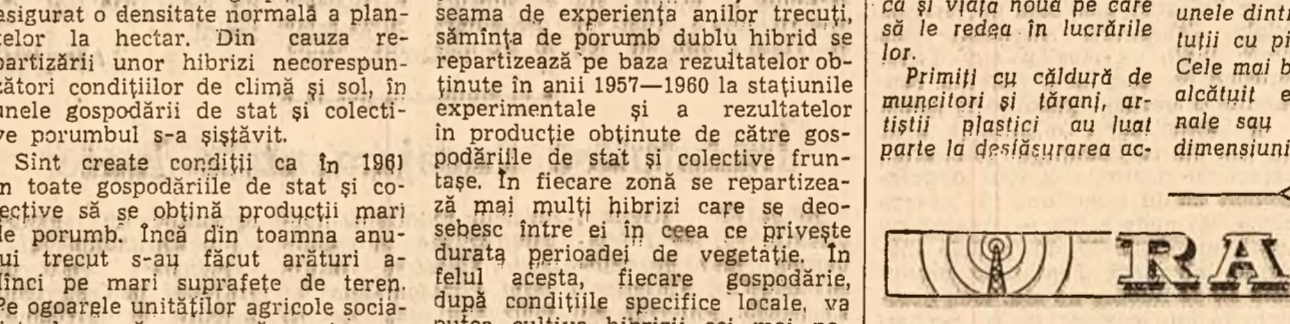 asigurat o densitate normală a plan-
telor la hectar. Din cauza re-
partizării unor hibrizi necorespun-
zători condițiilor de climă și sol, în
unele gospodării de stat și colecti-
ve porumbul s-a șiștăvit.
Sînt create condiții ca în 1961
în toate gospodăriile de stat și co-
lective să se obțină producții mari
de porumb. Încă din toamna anu-
lui trecut s-au făcut arături a-
dînci pe mari suprafețe de teren.
Pe ogoarele unităților agricole socia-
seama de experiența anilor trecuți,
sămînța de porumb dublu hibrid se
repartizează pe baza rezultatelor ob-
ținute în anii 1957—1960 la stațiunile
experimentale și a rezultatelor
în producție obținute de către gos-
podăriile de stat și colective frun-
tașe. În fiecare zonă se repartizea-
ză mai mulți hibrizi care se deo-
sebesc între ei în ceea ce privește
durata perioadei de vegetație. În
felul acesta, fiecare gospodărie,
după condițiile specifice locale, va
ca și viața nouă pe care
să le redea în lucrările
lor.
Primiți cu căldură de
muncitori și țărani, ar-
tiștii plastici au luat
parte la desfășurarea ac-
unele
cu
Cele mai
alcătuit
nale sau
dimensiuni
RA